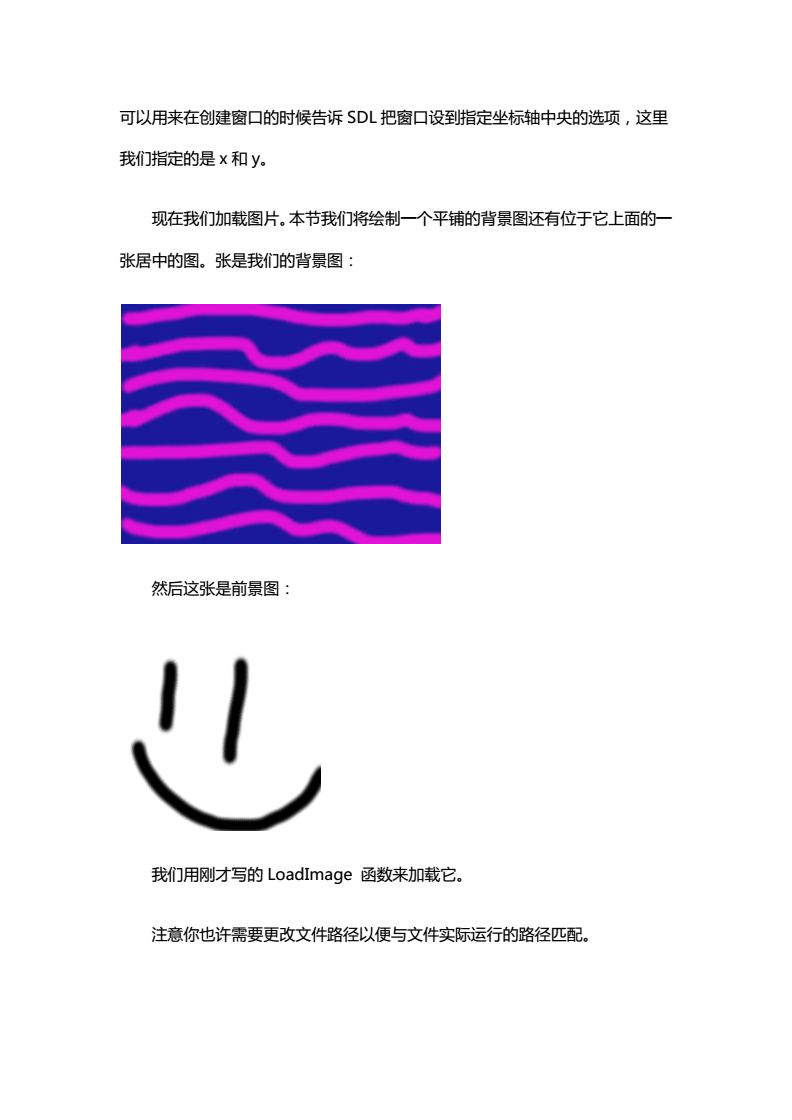 可以用来在创建窗口的时候告诉 SDL 把窗口设到指定坐标轴中央的选项，这里
我们指定的是 x 和 y。
现在我们加载图片。本节我们将绘制一个平铺的背景图还有位于它上面的一
张居中的图。张是我们的背景图：
然后这张是前景图：
我们用刚才写的 LoadImage 函数来加载它。
注意你也许需要更改文件路径以便与文件实际运行的路径匹配。